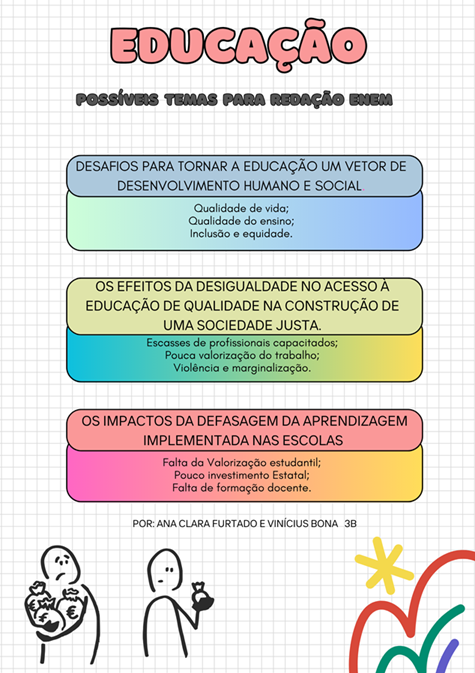 EDUCAÇÃO
POSSÍVEIS TEMAS PARA REDAÇÃO ENEM
DESAFIOS PARA TORNAR A EDUCAÇÃO UM VETOR DE
DESENVOLVIMENTO HUMANO E SOCIAL
Qualidade de vida;
Qualidade do ensino;
Inclusão e equidade.
OS EFEITOS DA DESIGUALDADE NO ACESSO À
EDUCAÇÃO DE QUALIDADE NA CONSTRUÇÃO DE
UMA SOCIEDADE JUSTA.
Escasses de profissionais capacitados;
Pouca valorização do trabalho;
Violência e marginalização.
OS IMPACTOS DA DEFASAGEM DA APRENDIZAGEM
IMPLEMENTADA NAS ESCOLAS
Falta da Valorização estudantil;
Pouco investimento Estatal;
Falta de formação docente.
POR: ANA CLARA FURTADO E VINÍCIUS BONA 3B